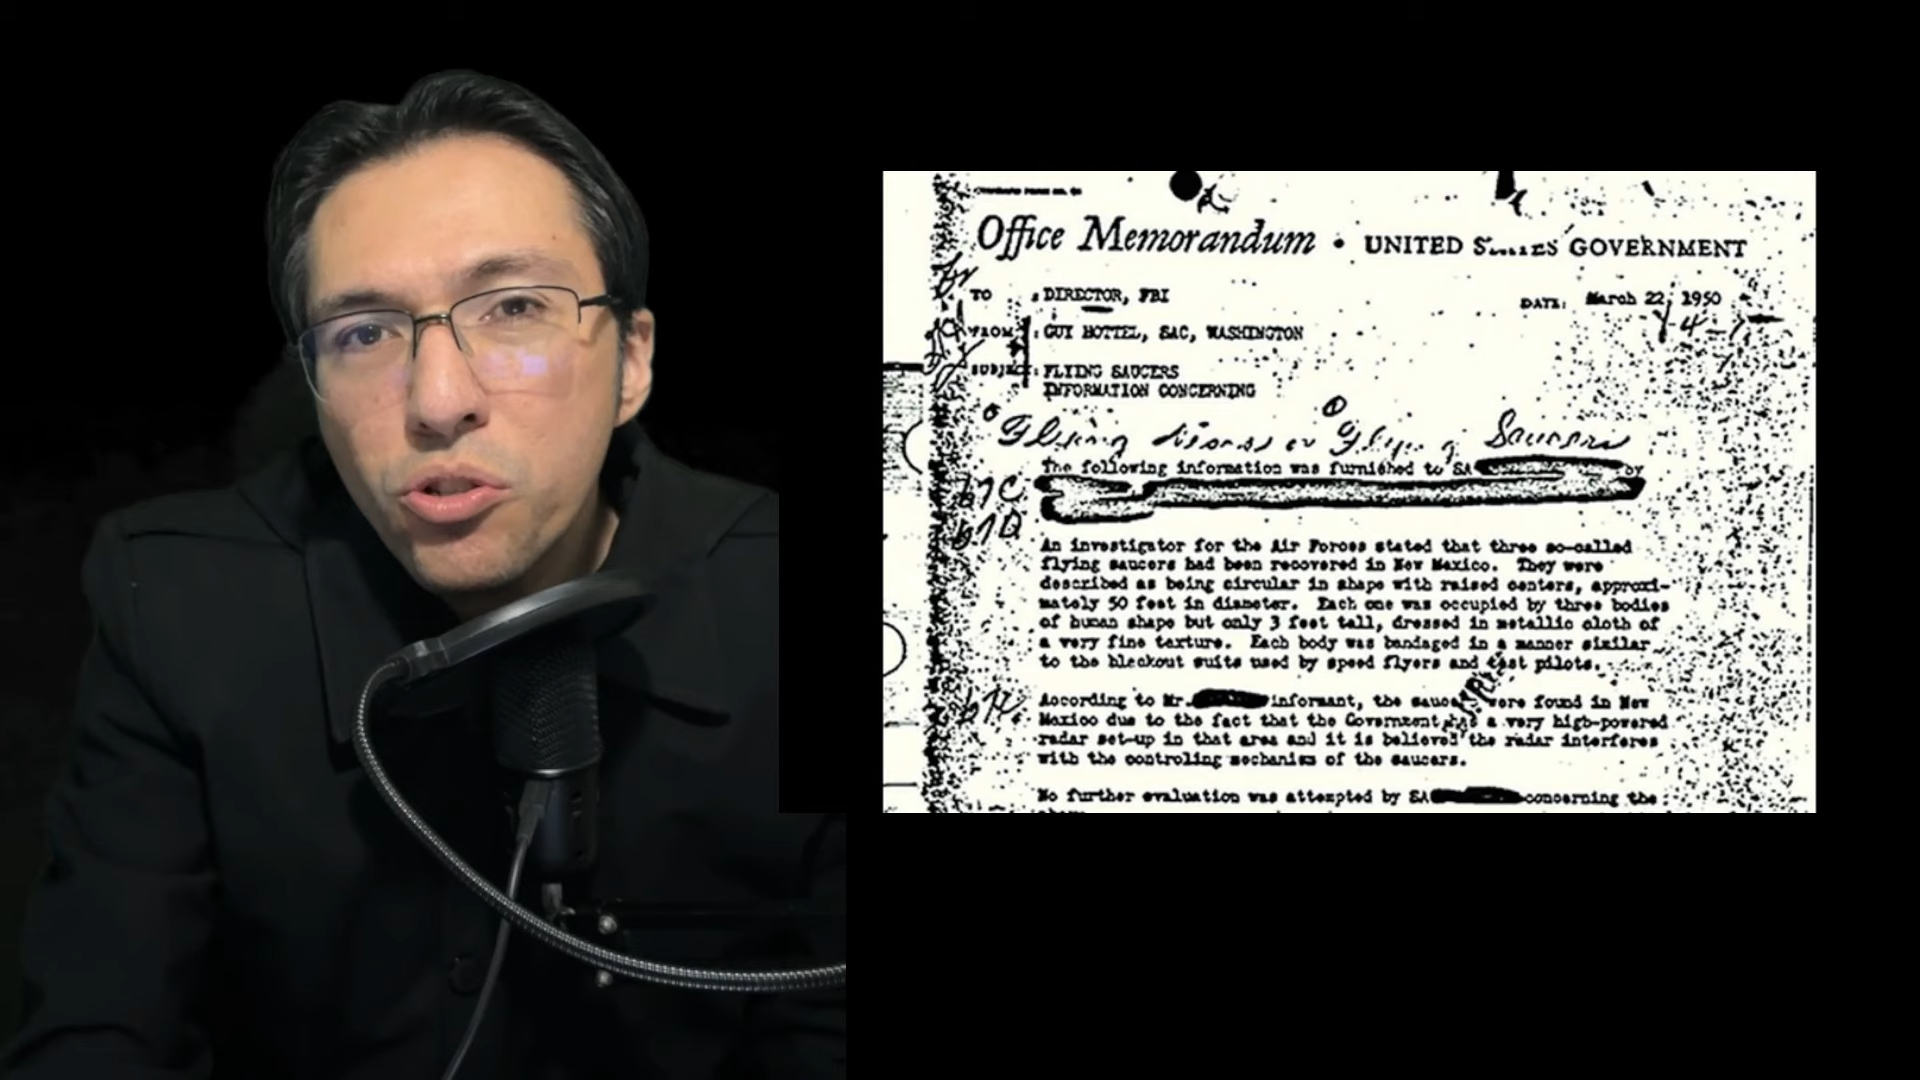 Office Memorandum • UNITED STATES GOVERNMENT
TO : DIRECTOR, FBI
DATE: March 22, 1950
FROM : GUY HOTTEL, SAC, WASHINGTON
SUBJECT: FLYING SAUCERS
INFORMATION CONCERNING
Flying Discs or Flying Saucers
The following information was furnished to SA by
b7C
b7D
An investigator for the Air Forces stated that three so-called
flying saucers had been recovered in New Mexico. They were
described as being circular in shape with raised centers, approxi-
mately 50 feet in diameter. Each one was occupied by three bodies
of human shape but only 3 feet tall, dressed in metallic cloth of
a very fine texture. Each body was bandaged in a manner similar
to the blackout suits used by speed flyers and test pilots.
According to Mr. informant, the saucers were found in New
Mexico due to the fact that the Government has a very high-powered
radar set-up in that area and it is believed the radar interferes
with the controling mechanism of the saucers.
No further evaluation was attempted by SA concerning the